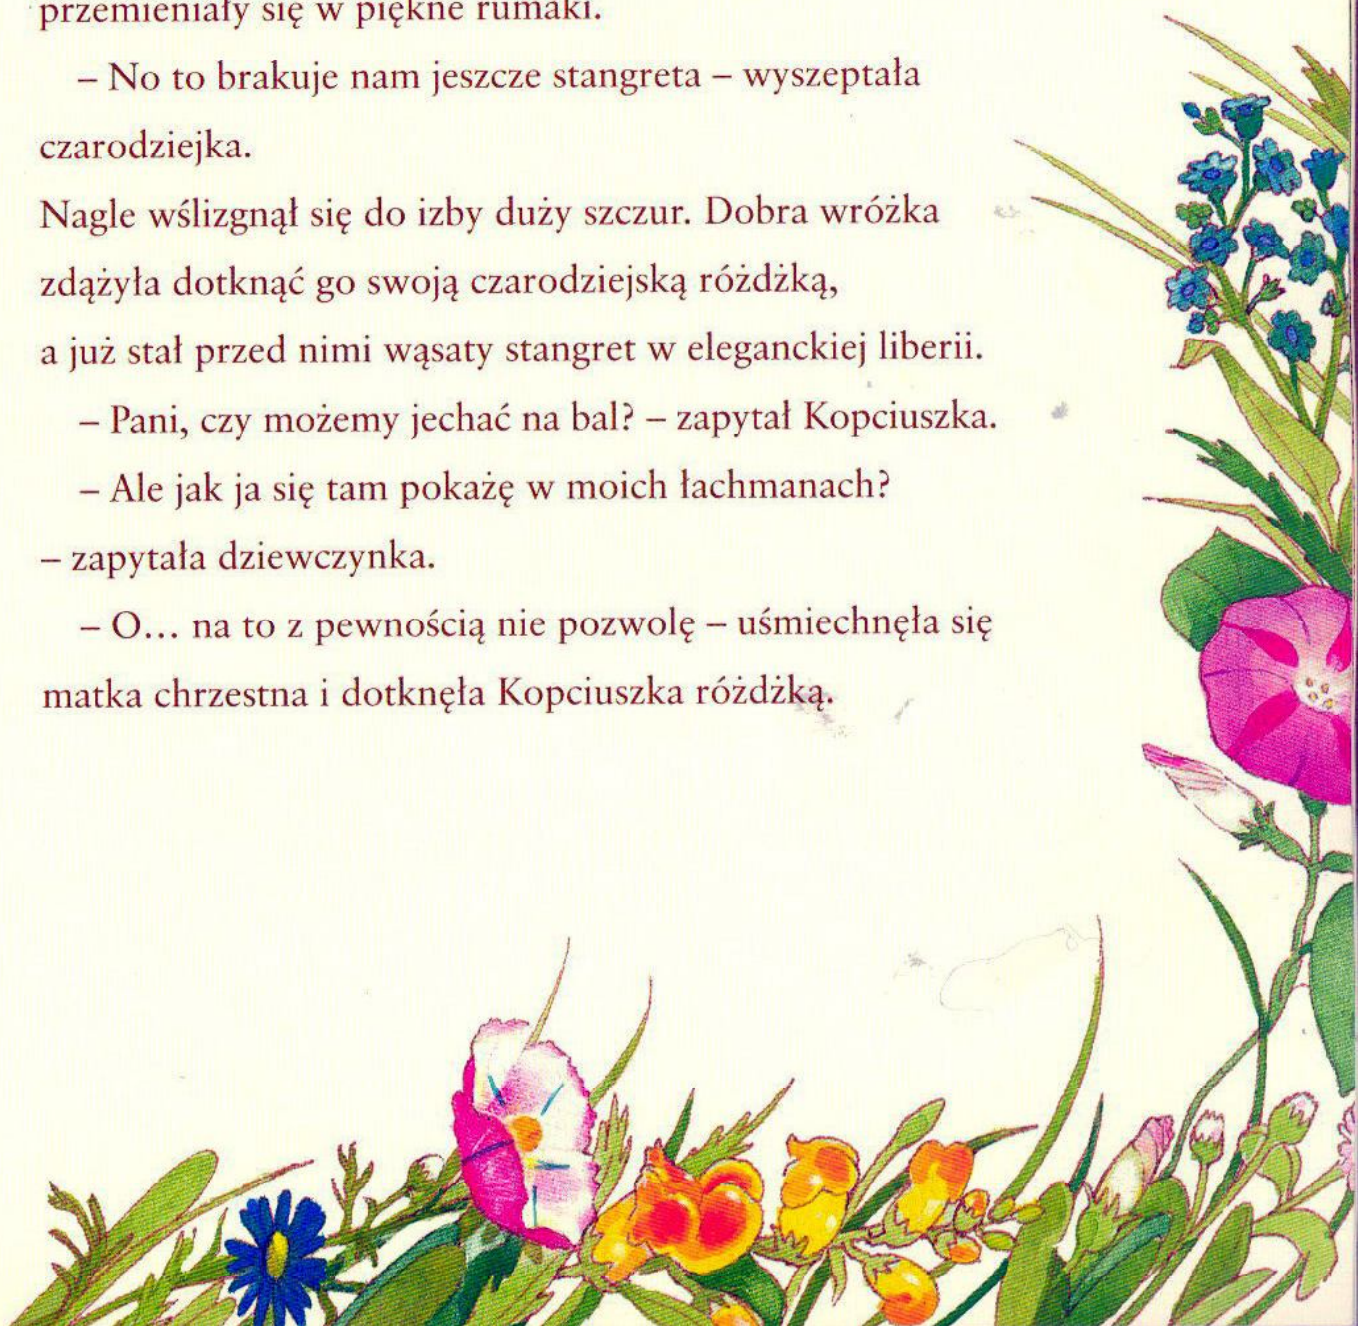 przemieniały się w piękne rumaki.
– No to brakuje nam jeszcze stangreta – wyszeptała
czarodziejka.
Nagle wślizgnął się do izby duży szczur. Dobra wróżka
zdążyła dotknąć go swoją czarodziejską różdżką,
a już stał przed nimi wąsaty stangret w eleganckiej liberii.
– Pani, czy możemy jechać na bal? – zapytał Kopciuszka.
– Ale jak ja się tam pokażę w moich łachmanach?
– zapytała dziewczynka.
– O... na to z pewnością nie pozwolę – uśmiechnęła się
matka chrzestna i dotknęła Kopciuszka różdżką.